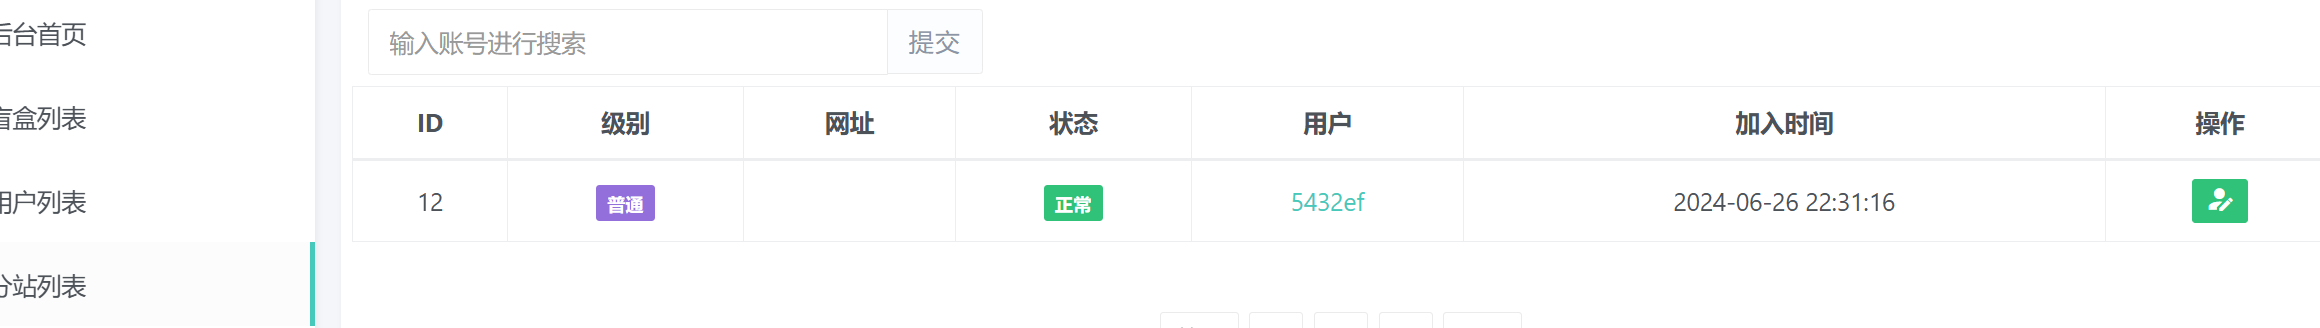 后台首页
盲盒列表
用户列表
分站列表
输入账号进行搜索 提交
ID 级别 网址 状态 用户 加入时间 操作
12 普通 正常 5432ef 2024-06-26 22:31:16